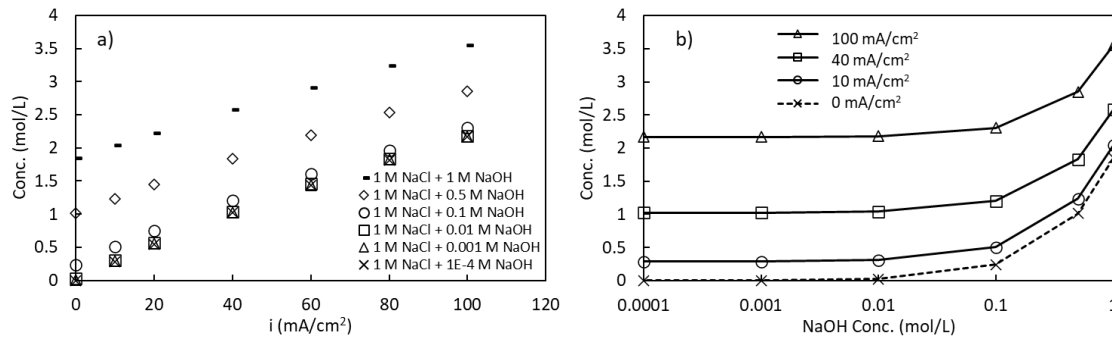 a)
Conc. (mol/L)
4
3.5
3
2.5
2
1.5
1
0.5
0
0 20 40 60 80 100 120
i (mA/cm²)
1 M NaCl + 1 M NaOH
1 M NaCl + 0.5 M NaOH
1 M NaCl + 0.1 M NaOH
1 M NaCl + 0.01 M NaOH
1 M NaCl + 0.001 M NaOH
1 M NaCl + 1E-4 M NaOH
b)
Conc. (mol/L)
4
3.5
3
2.5
2
1.5
1
0.5
0
0.0001 0.001 0.01 0.1 1
NaOH Conc. (mol/L)
100 mA/cm²
40 mA/cm²
10 mA/cm²
0 mA/cm²